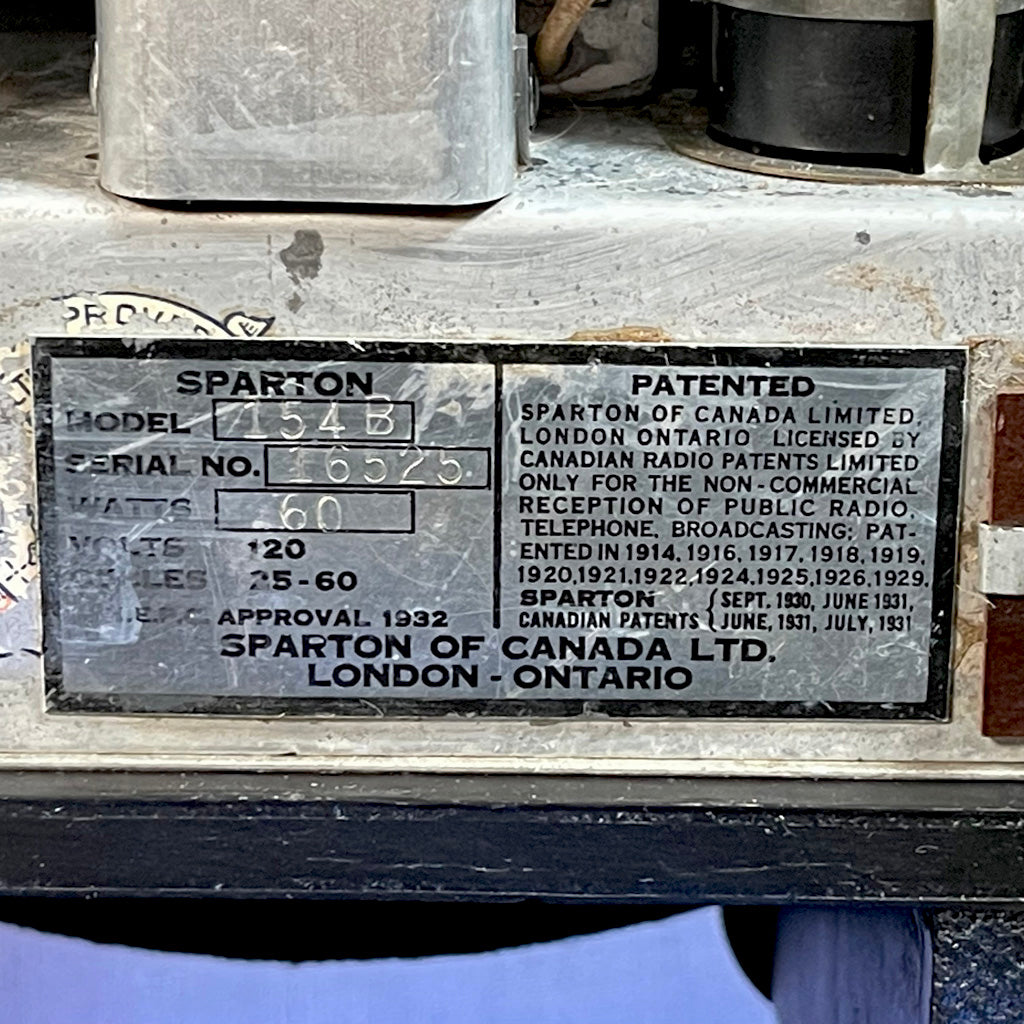 SPARTON
MODEL 154B
SERIAL NO. 16525
WATTS 60
VOLTS 120
CYCLES 25-60
H.E.P.C. APPROVAL 1932
SPARTON OF CANADA LTD.
LONDON - ONTARIO
PATENTED
SPARTON OF CANADA LIMITED,
LONDON ONTARIO LICENSED BY
CANADIAN RADIO PATENTS LIMITED
ONLY FOR THE NON-COMMERCIAL
RECEPTION OF PUBLIC RADIO,
TELEPHONE, BROADCASTING; PAT-
ENTED IN 1914, 1916, 1917, 1918, 1919,
1920,1921,1922,1924,1925,1926,1929.
SPARTON { SEPT. 1930, JUNE 1931,
CANADIAN PATENTS { JUNE, 1931, JULY, 1931